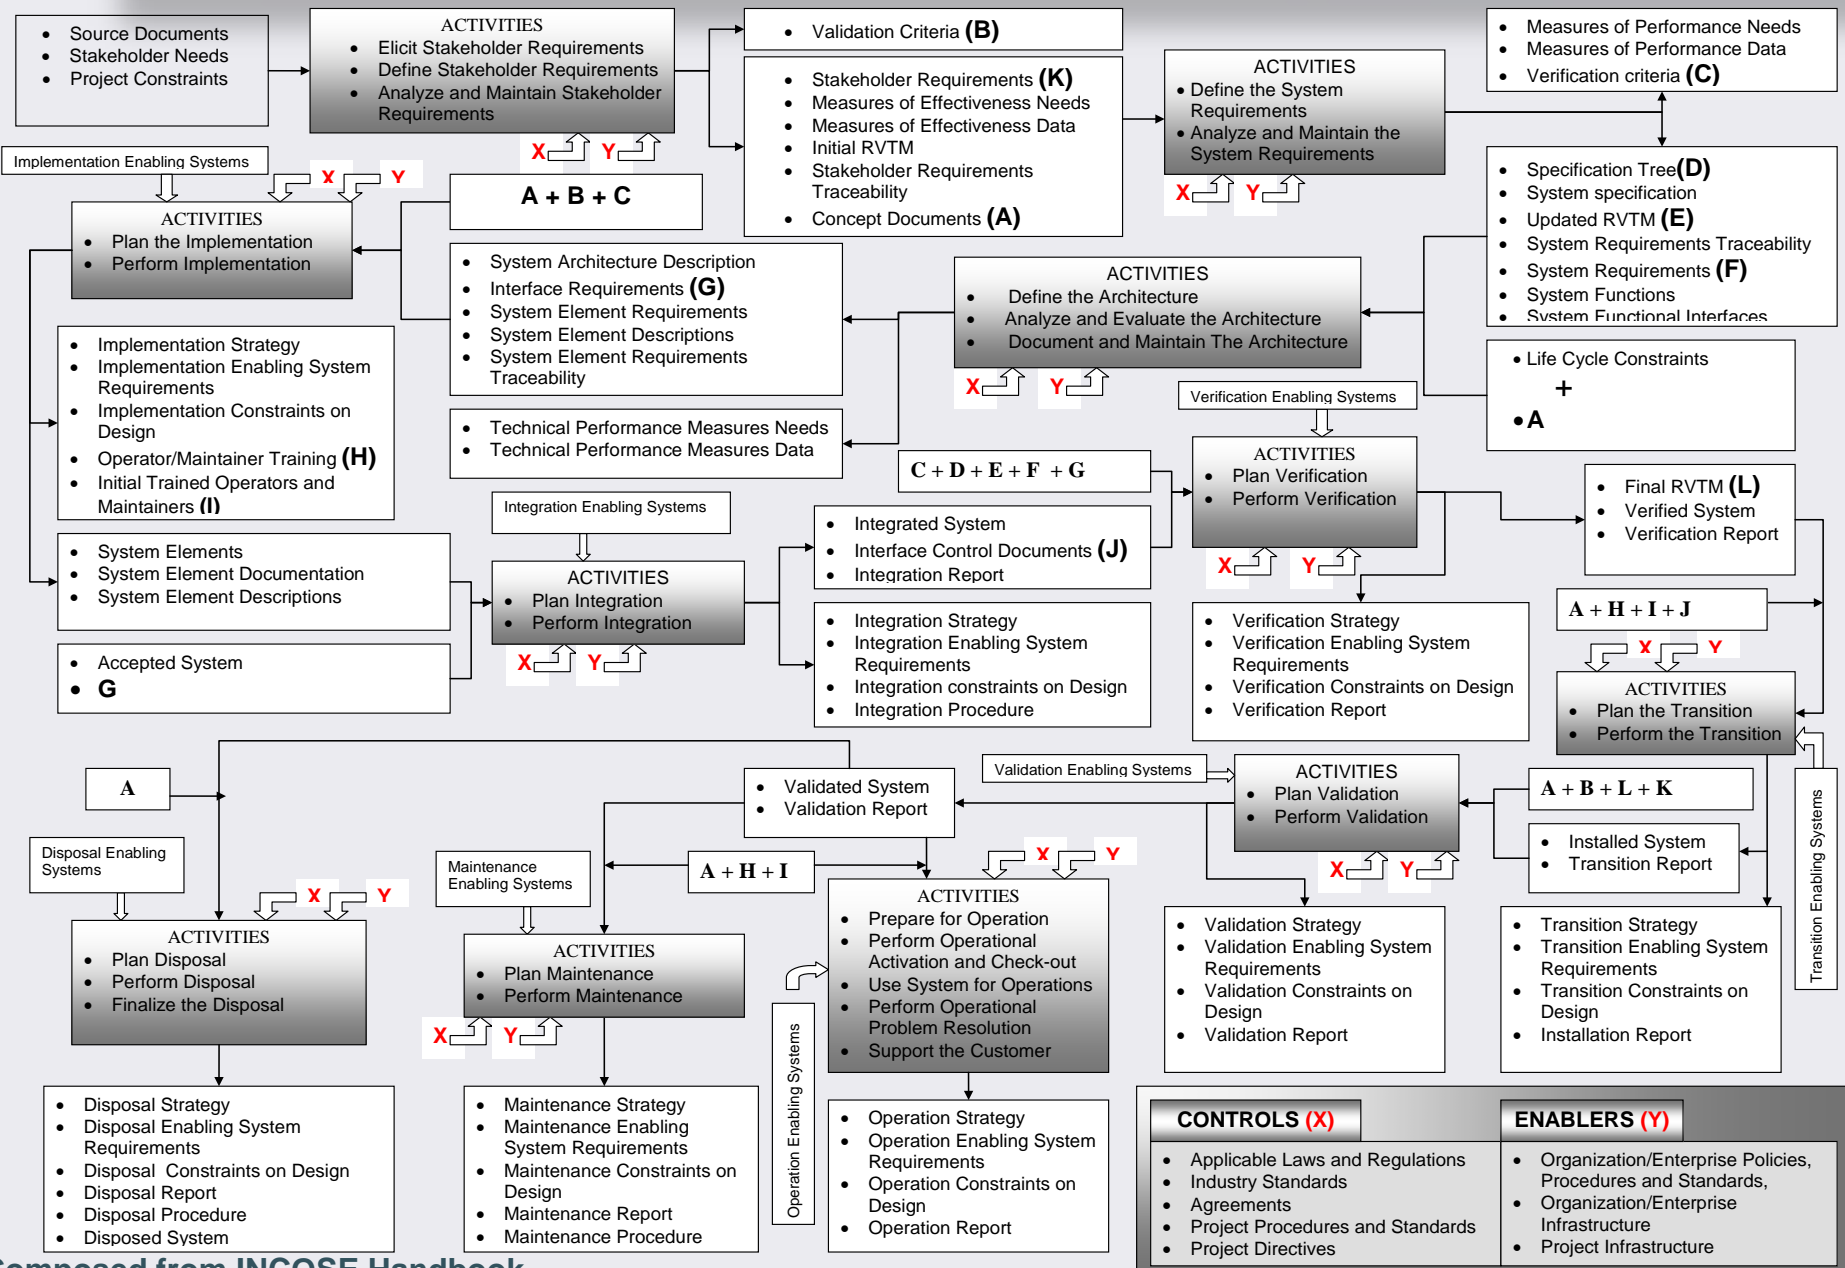 • Source Documents
• Stakeholder Needs
• Project Constraints
ACTIVITIES
• Elicit Stakeholder Requirements
• Define Stakeholder Requirements
• Analyze and Maintain Stakeholder
Requirements
X Y
• Validation Criteria (B)
• Stakeholder Requirements (K)
• Measures of Effectiveness Needs
• Measures of Effectiveness Data
• Initial RVTM
• Stakeholder Requirements
Traceability
• Concept Documents (A)
ACTIVITIES
• Define the System
Requirements
• Analyze and Maintain the
System Requirements
X Y
• Measures of Performance Needs
• Measures of Performance Data
• Verification criteria (C)
• Specification Tree(D)
• System specification
• Updated RVTM (E)
• System Requirements Traceability
• System Requirements (F)
• System Functions
• System Functional Interfaces
• Life Cycle Constraints
+
• A
Implementation Enabling Systems
X Y
ACTIVITIES
• Plan the Implementation
• Perform Implementation
A + B + C
• System Architecture Description
• Interface Requirements (G)
• System Element Requirements
• System Element Descriptions
• System Element Requirements
Traceability
ACTIVITIES
• Define the Architecture
• Analyze and Evaluate the Architecture
• Document and Maintain The Architecture
X Y
• Technical Performance Measures Needs
• Technical Performance Measures Data
• Implementation Strategy
• Implementation Enabling System
Requirements
• Implementation Constraints on
Design
• Operator/Maintainer Training (H)
• Initial Trained Operators and
Maintainers (I)
• System Elements
• System Element Documentation
• System Element Descriptions
• Accepted System
• G
Integration Enabling Systems
ACTIVITIES
• Plan Integration
• Perform Integration
X Y
C + D + E + F + G
• Integrated System
• Interface Control Documents (J)
• Integration Report
• Integration Strategy
• Integration Enabling System
Requirements
• Integration constraints on Design
• Integration Procedure
Verification Enabling Systems
ACTIVITIES
• Plan Verification
• Perform Verification
X Y
• Verification Strategy
• Verification Enabling System
Requirements
• Verification Constraints on Design
• Verification Report
• Final RVTM (L)
• Verified System
• Verification Report
A + H + I + J
X Y
ACTIVITIES
• Plan the Transition
• Perform the Transition
Transition Enabling Systems
A + B + L + K
• Installed System
• Transition Report
• Transition Strategy
• Transition Enabling System
Requirements
• Transition Constraints on
Design
• Installation Report
Validation Enabling Systems
ACTIVITIES
• Plan Validation
• Perform Validation
X Y
• Validation Strategy
• Validation Enabling System
Requirements
• Validation Constraints on
Design
• Validation Report
• Validated System
• Validation Report
A
Disposal Enabling
Systems
X Y
ACTIVITIES
• Plan Disposal
• Perform Disposal
• Finalize the Disposal
• Disposal Strategy
• Disposal Enabling System
Requirements
• Disposal Constraints on Design
• Disposal Report
• Disposal Procedure
• Disposed System
Maintenance
Enabling Systems
A + H + I
ACTIVITIES
• Plan Maintenance
• Perform Maintenance
X Y
• Maintenance Strategy
• Maintenance Enabling
System Requirements
• Maintenance Constraints on
Design
• Maintenance Report
• Maintenance Procedure
X Y
ACTIVITIES
• Prepare for Operation
• Perform Operational
Activation and Check-out
• Use System for Operations
• Perform Operational
Problem Resolution
• Support the Customer
Operation Enabling Systems
• Operation Strategy
• Operation Enabling System
Requirements
• Operation Constraints on
Design
• Operation Report
CONTROLS (X)
• Applicable Laws and Regulations
• Industry Standards
• Agreements
• Project Procedures and Standards
• Project Directives
ENABLERS (Y)
• Organization/Enterprise Policies,
Procedures and Standards,
• Organization/Enterprise
Infrastructure
• Project Infrastructure
Composed from INCOSE Handbook